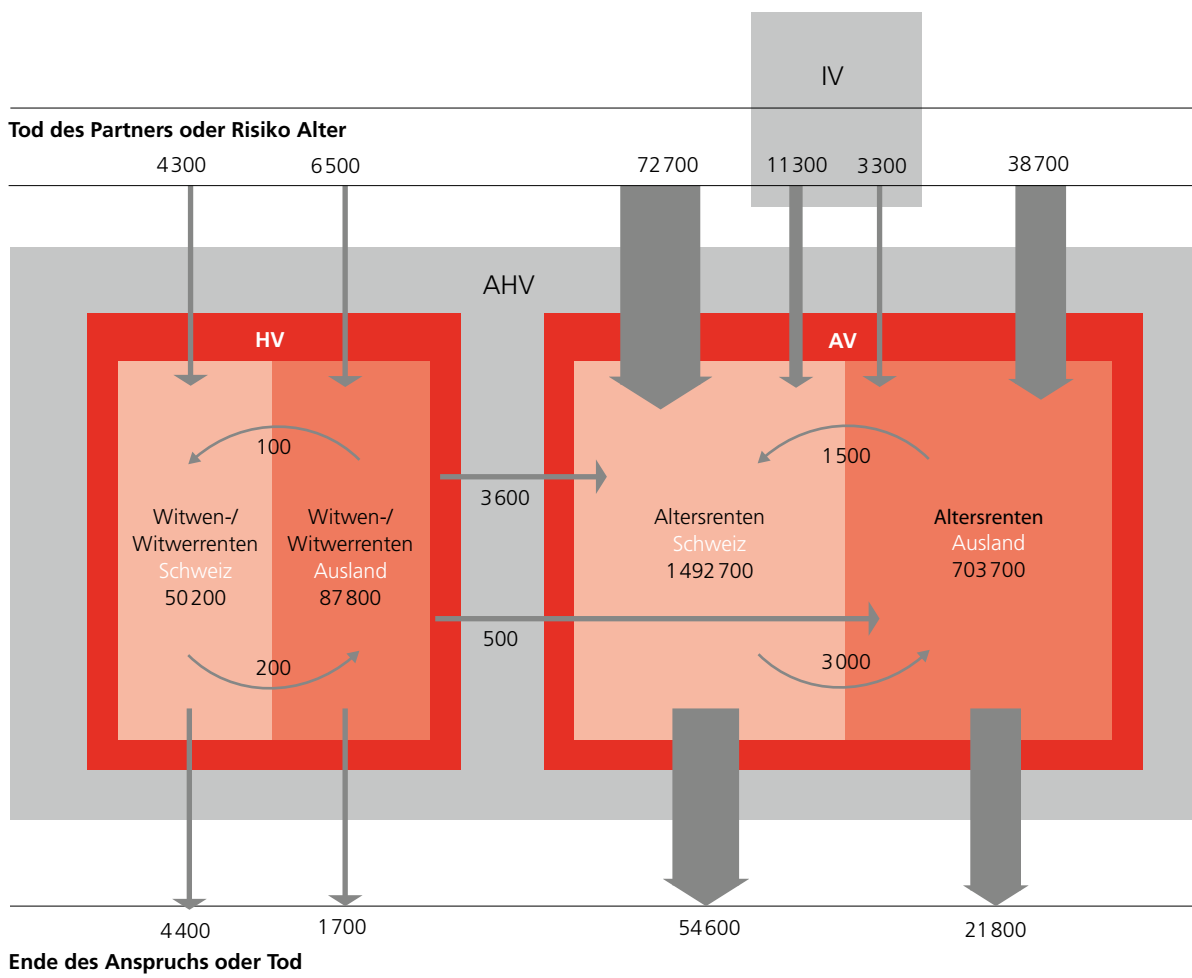 IV
Tod des Partners oder Risiko Alter
4300 6500 72700 11300 3300 38700
AHV
HV
AV
100
1500
3600
Witwen-/
Witwerrenten
Schweiz
50200
Witwen-/
Witwerrenten
Ausland
87800
Altersrenten
Schweiz
1492700
Altersrenten
Ausland
703700
500
200
3000
4400 1700 54600 21800
Ende des Anspruchs oder Tod